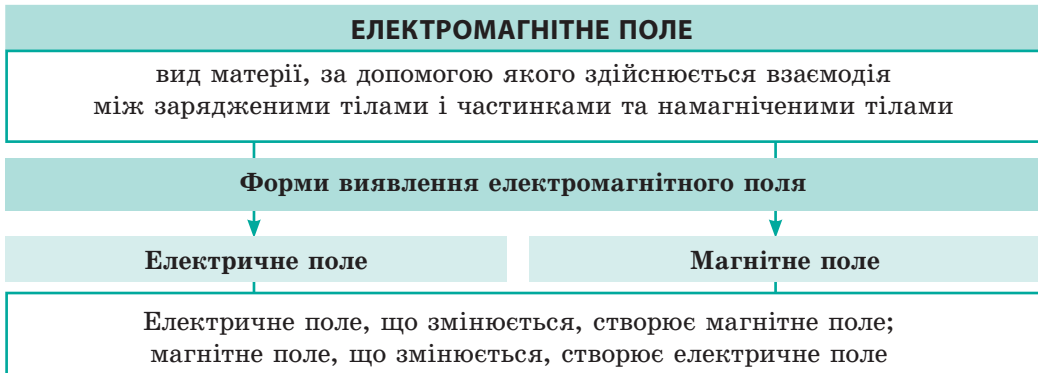 ЕЛЕКТРОМАГНІТНЕ ПОЛЕ
вид матерії, за допомогою якого здійснюється взаємодія
між зарядженими тілами і частинками та намагніченими тілами
Форми виявлення електромагнітного поля
Електричне поле
Магнітне поле
Електричне поле, що змінюється, створює магнітне поле;
магнітне поле, що змінюється, створює електричне поле